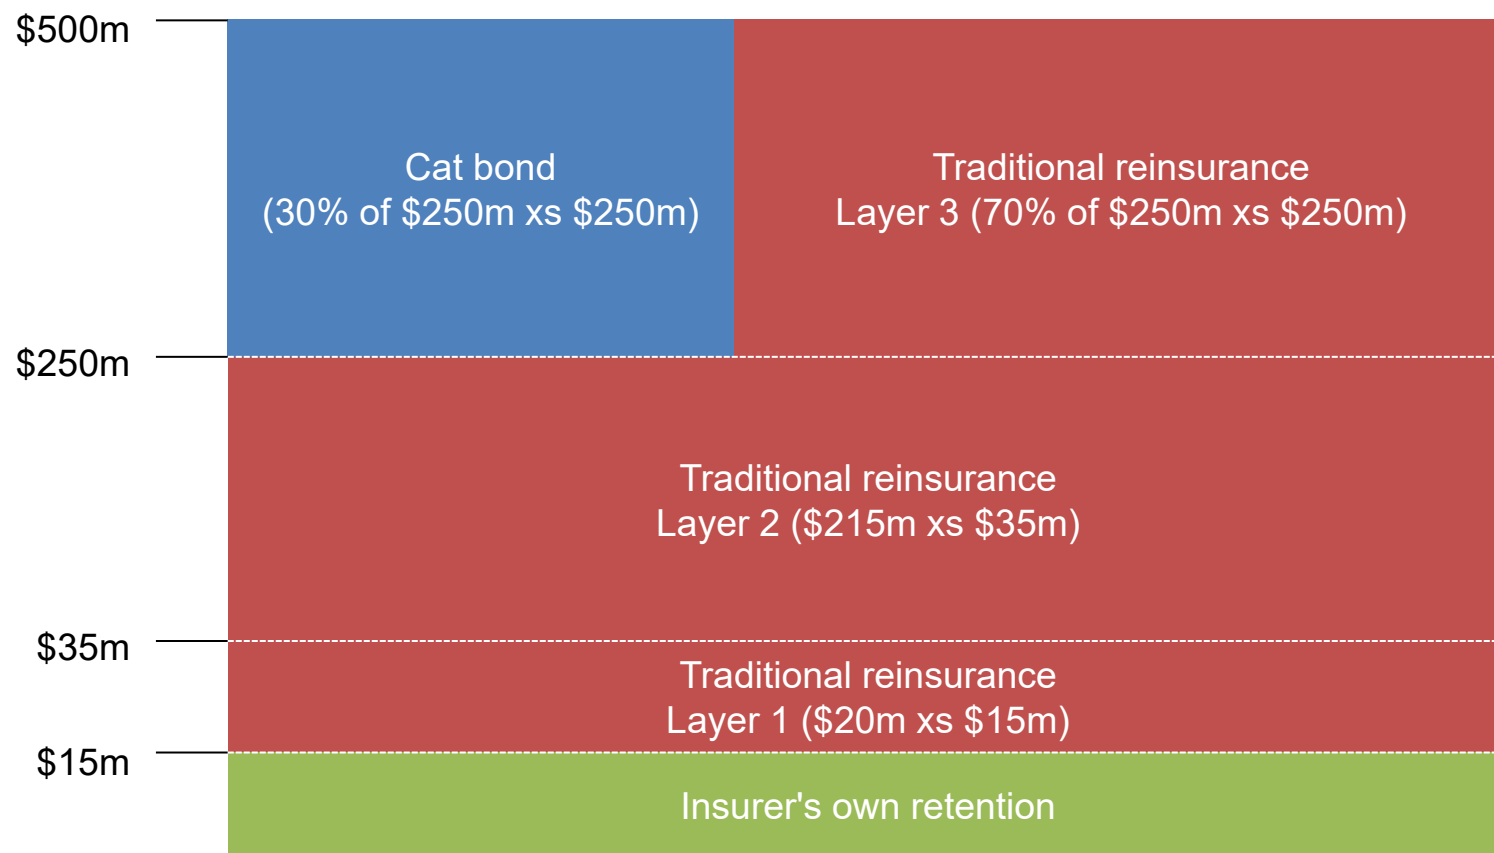 $500m
Cat bond
(30% of $250m xs $250m)
Traditional reinsurance
Layer 3 (70% of $250m xs $250m)
$250m
Traditional reinsurance
Layer 2 ($215m xs $35m)
$35m
Traditional reinsurance
Layer 1 ($20m xs $15m)
$15m
Insurer's own retention